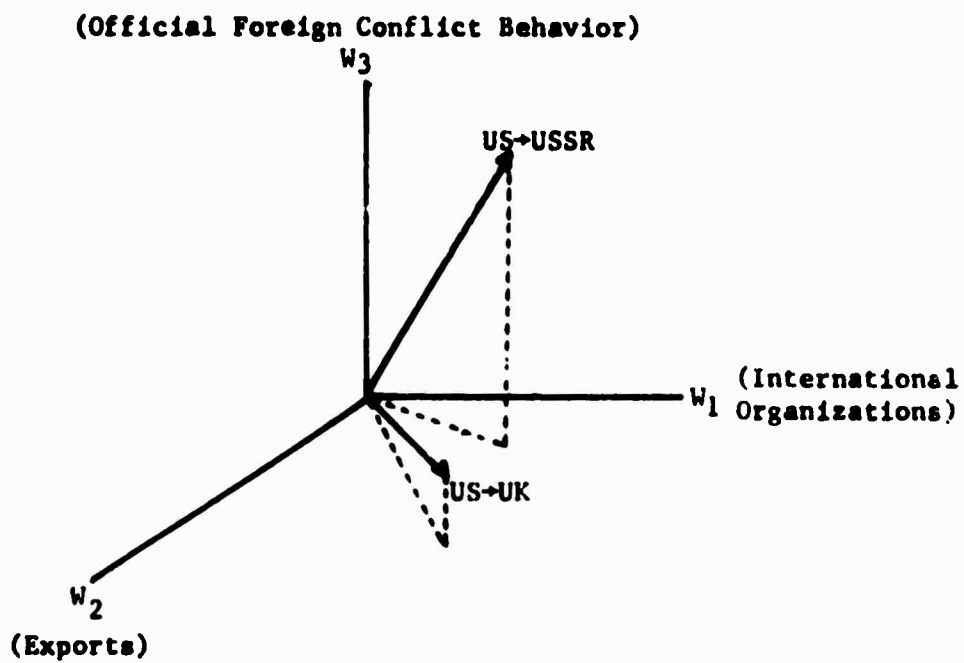 (Official Foreign Conflict Behavior)
W3
US→USSR
(International
W1 Organizations)
US→UK
W2
(Exports)